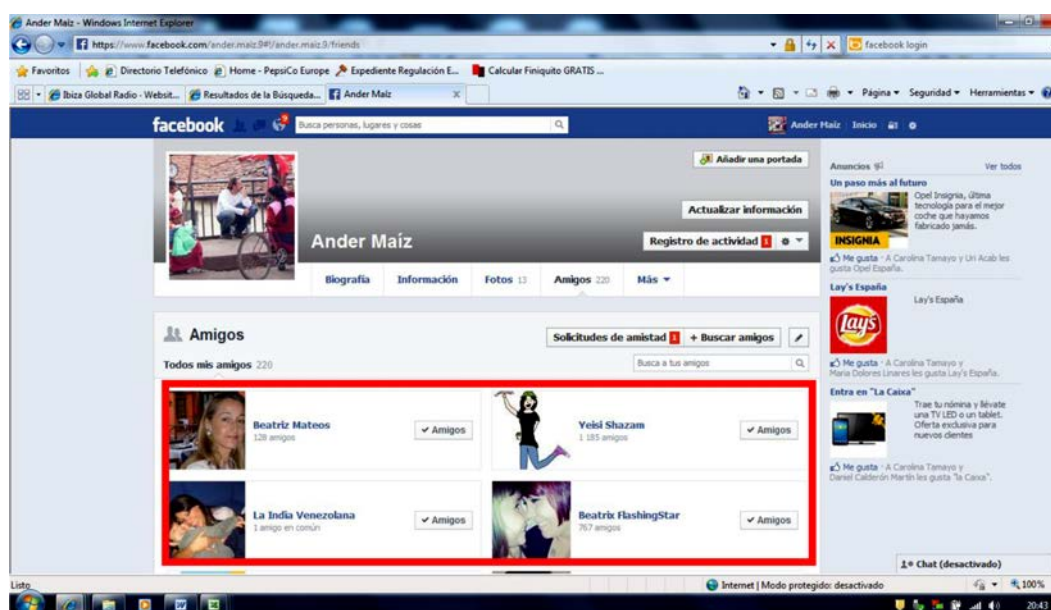 Ander Maíz - Windows Internet Explorer
https://www.facebook.com/ander.maiz.9#!/ander.maiz.9/friends
facebook login
Favoritos
Directorio Telefónico
Home - PepsiCo Europe
Expediente Regulación E...
Calcular Finiquito GRATIS ...
Ibiza Global Radio - Websit...
Resultados de la Búsqueda...
Ander Maíz
x
Página
Seguridad
Herramientas
facebook
Busca personas, lugares y cosas
Ander Maíz
Inicio
Añadir una portada
Actualizar información
Ander Maíz
Registro de actividad 1
Biografía
Información
Fotos 13
Amigos 220
Más
Amigos
Solicitudes de amistad 1
+ Buscar amigos
Todos mis amigos 220
Busca a tus amigos
Beatriz Mateos
128 amigos
✔ Amigos
Yeisi Shazam
1 185 amigos
✔ Amigos
La India Venezolana
1 amigo en común
✔ Amigos
Beatrix FlashingStar
767 amigos
✔ Amigos
Anuncios
Ver todos
Un paso más al futuro
INSIGNIA
Opel Insignia, última
tecnología para el mejor
coche que hayamos
fabricado jamás.
Me gusta · A Carolina Tamayo y Uri Acab les
gusta Opel España.
Lay's España
Lays
Lay's España
Me gusta · A Carolina Tamayo y
Maria Dolores Linares les gusta Lay's España.
Entra en "La Caixa"
Trae tu nómina y llévate
una TV LED o un tablet.
Oferta exclusiva para
nuevos clientes
Me gusta · A Carolina Tamayo y
Daniel Calderón Martín les gusta "la Caixa".
Chat (desactivado)
Listo
Internet | Modo protegido: desactivado
100%
20:43